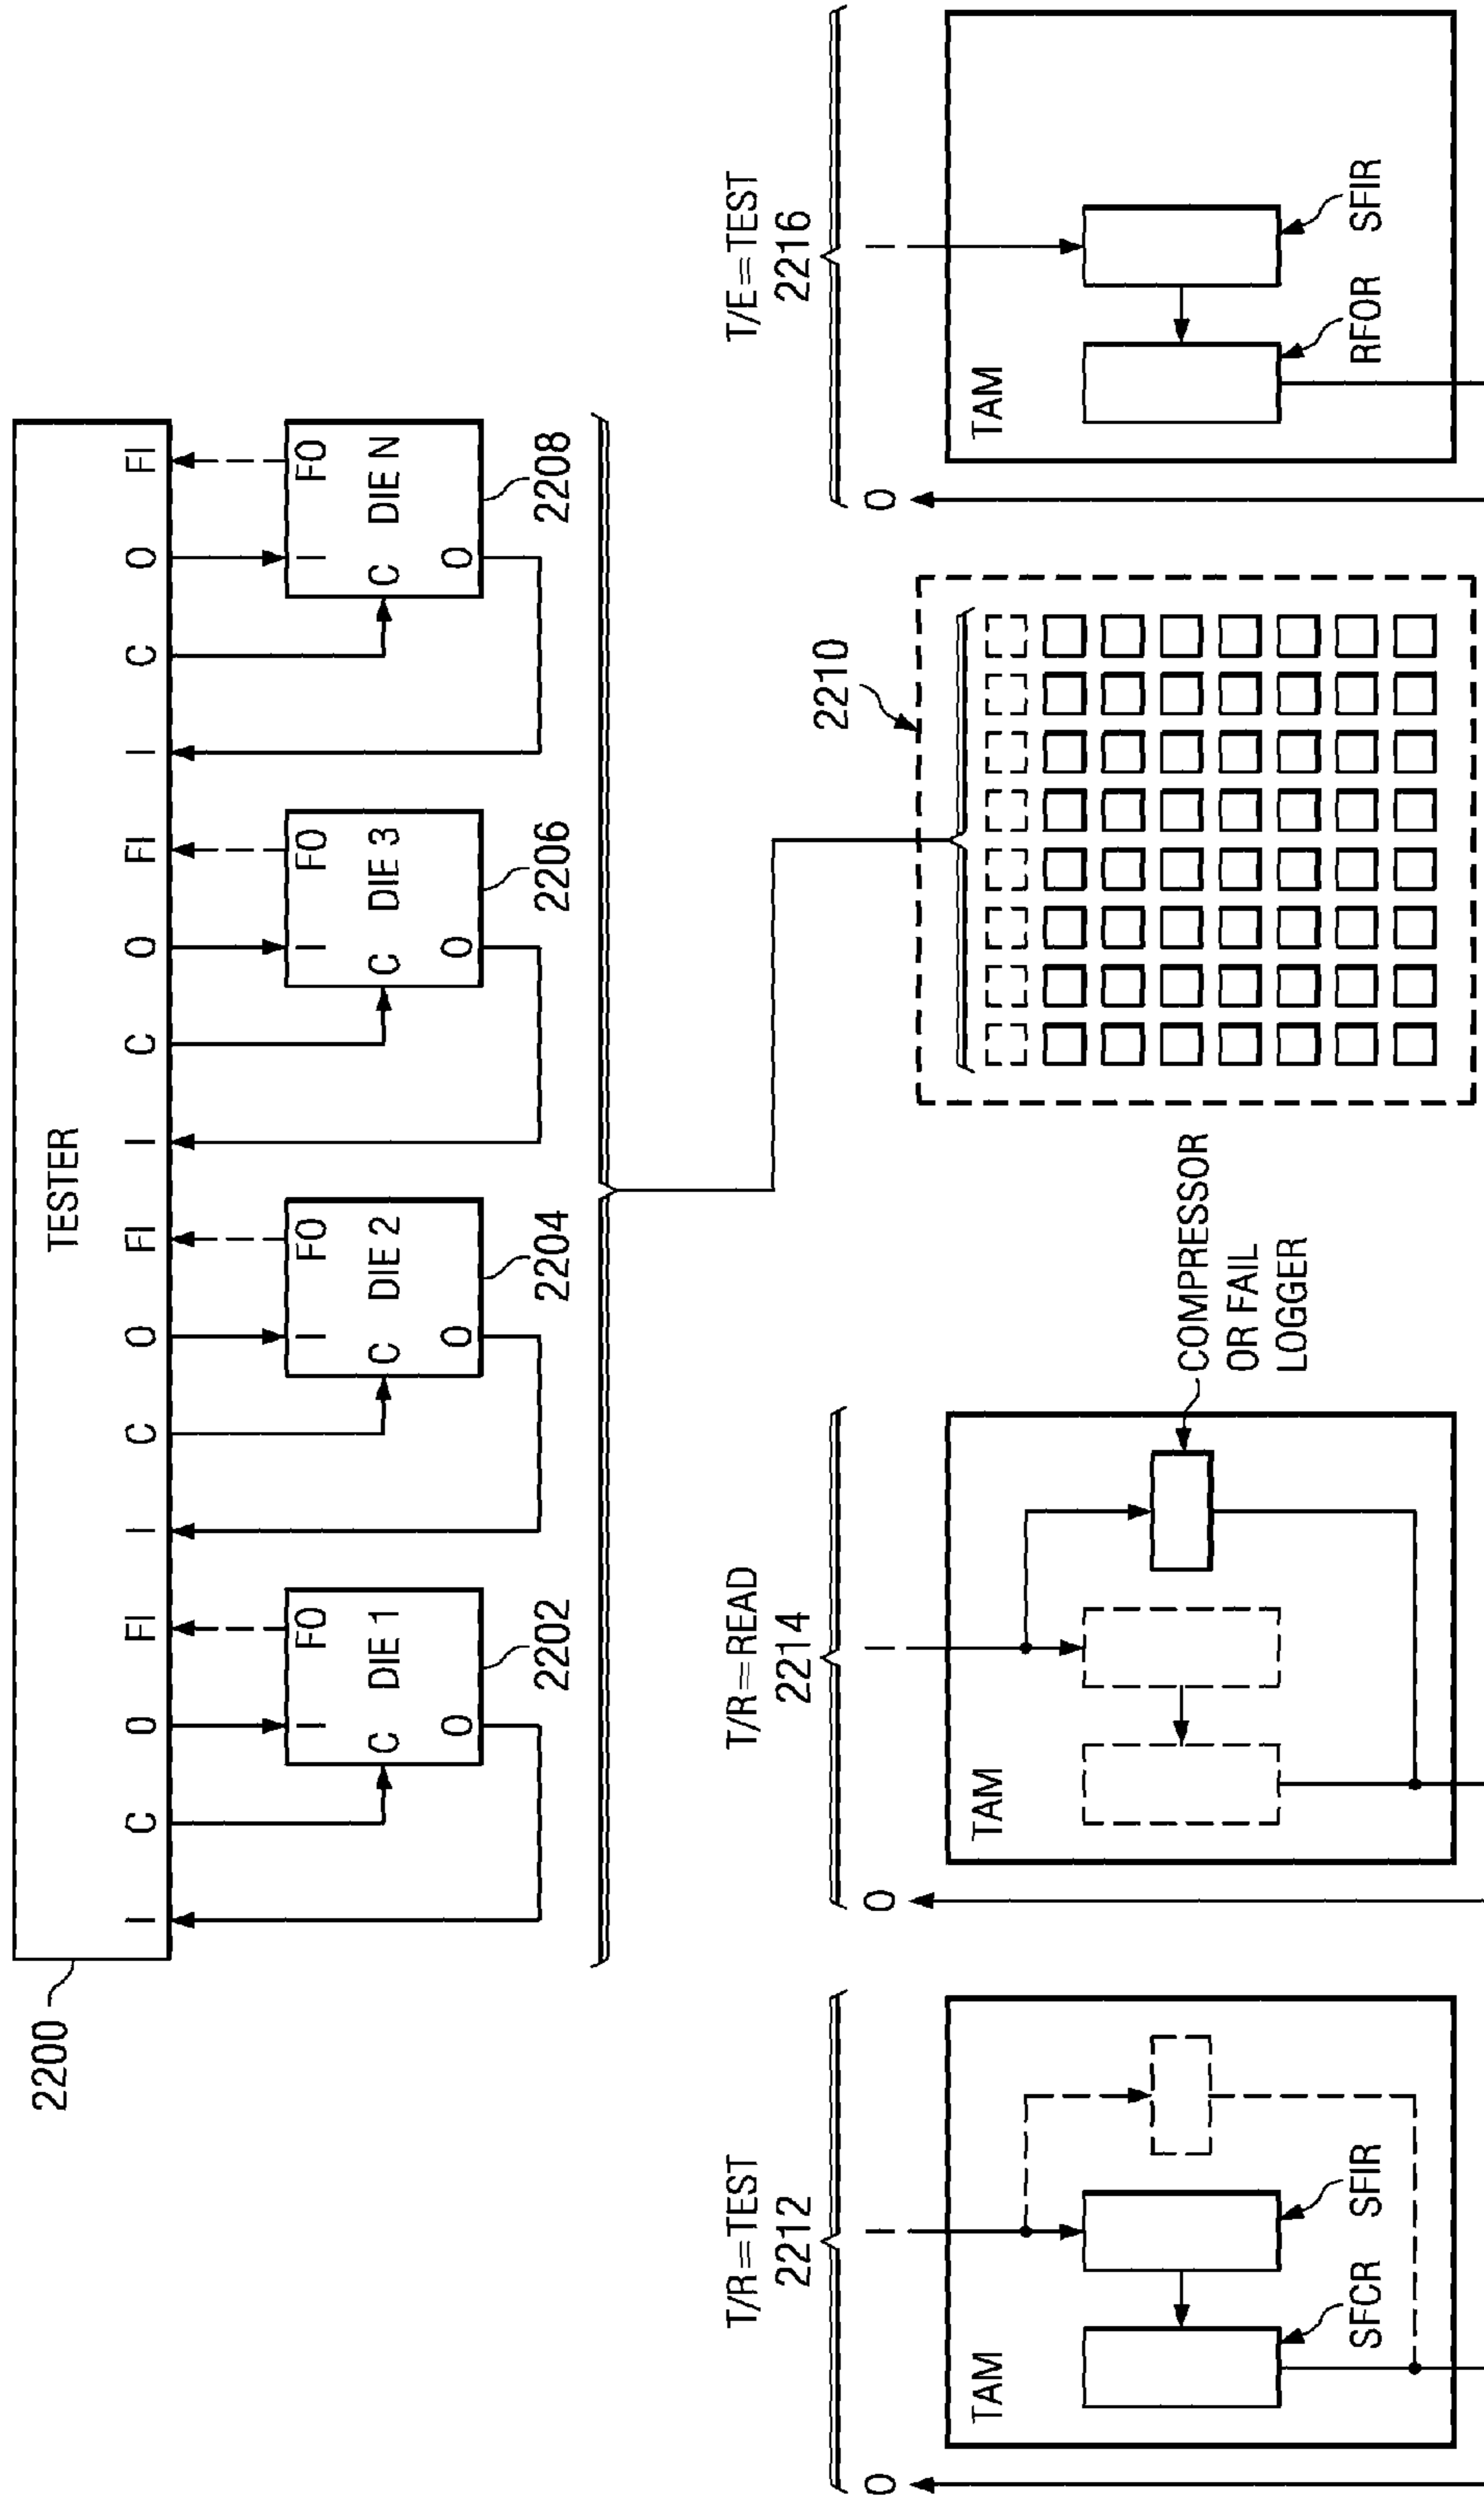 2200
TESTER
I C O FI I C O FI I C O FI I C O FI
I FO
C DIE 1
O
2202
I FO
C DIE 2
O
2204
I FO
C DIE 3
O
2206
I FO
C DIE N
O
2208
T/R=TEST
2212
O
TAM
SFCR SFIR
T/R=READ
2214
O
TAM
COMPRESSOR
OR FAIL
LOGGER
2210
T/E=TEST
2216
O
TAM
RFOR SFIR